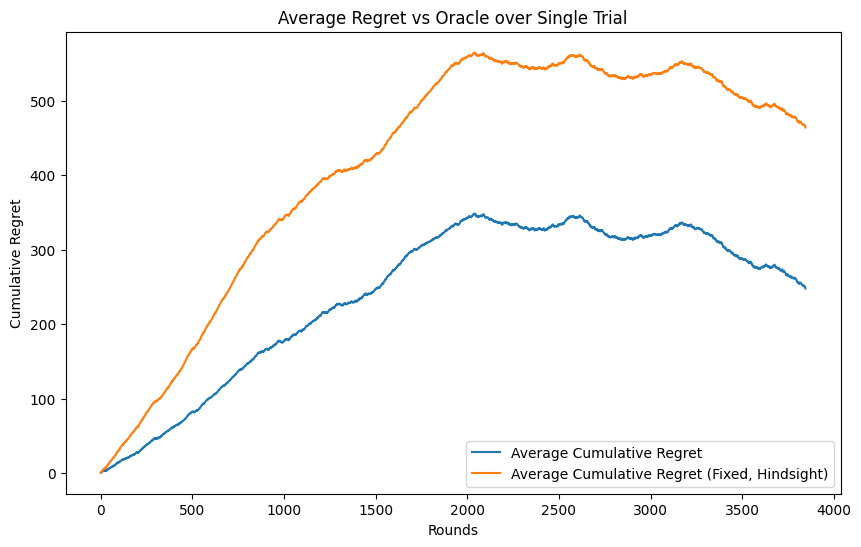 Average Regret vs Oracle over Single Trial
Cumulative Regret
500
400
300
200
100
0
0 500 1000 1500 2000 2500 3000 3500 4000
Rounds
Average Cumulative Regret
Average Cumulative Regret (Fixed, Hindsight)